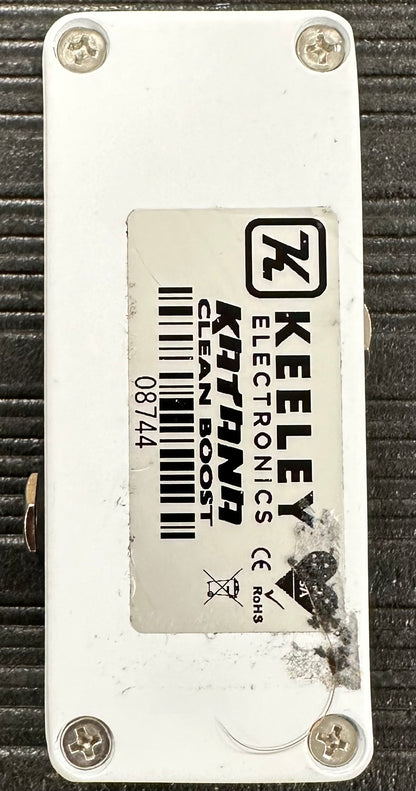 K
KEELEY
ELECTRONICS
CE
RoHS
KATANA
CLEAN BOOST
08744